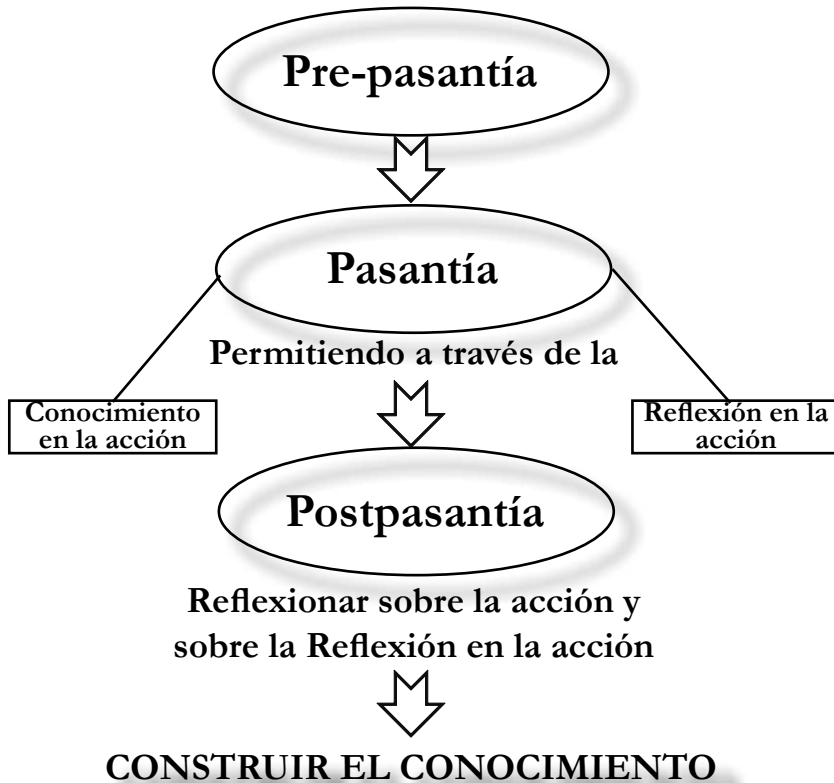 Pre-pasantía
Pasantía
Permitiendo a través de la
Conocimiento
en la acción
Reflexión en la
acción
Postpasantía
Reflexionar sobre la acción y
sobre la Reflexión en la acción
CONSTRUIR EL CONOCIMIENTO